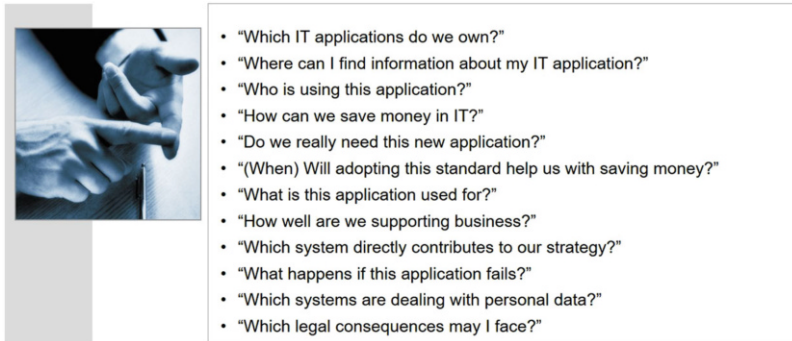 • “Which IT applications do we own?”
• “Where can I find information about my IT application?”
• “Who is using this application?”
• “How can we save money in IT?”
• “Do we really need this new application?”
• “(When) Will adopting this standard help us with saving money?”
• “What is this application used for?”
• “How well are we supporting business?”
• “Which system directly contributes to our strategy?”
• “What happens if this application fails?”
• “Which systems are dealing with personal data?”
• “Which legal consequences may I face?”